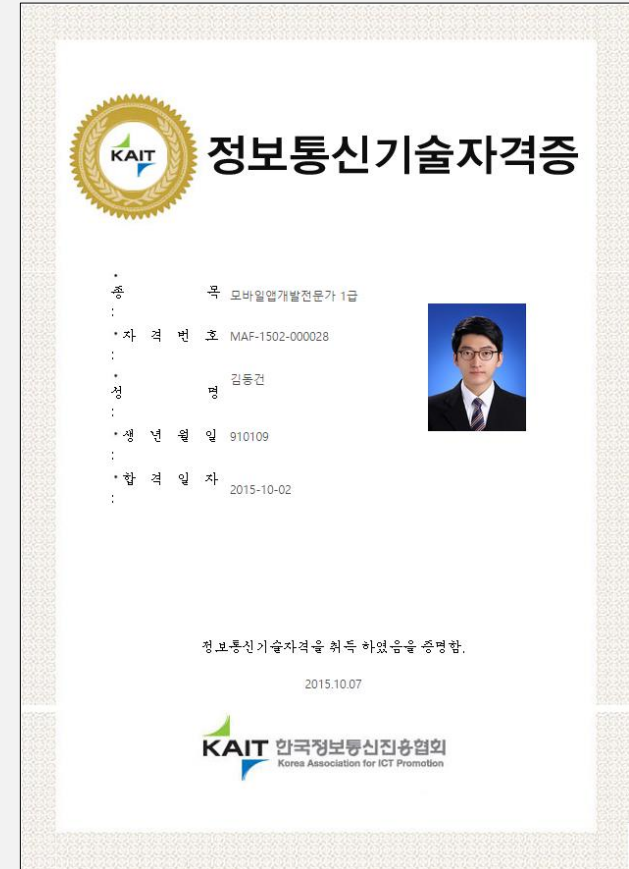 KAIT
정보통신기술자격증
* 종 목 : 모바일앱개발전문가 1급
* 자 격 번 호 : MAF-1502-000028
* 성 명 : 김동건
* 생 년 월 일 : 910109
* 합 격 일 자 : 2015-10-02
정보통신기술자격을 취득 하였음을 증명함.
2015.10.07
KAIT 한국정보통신진흥협회
Korea Association for ICT Promotion